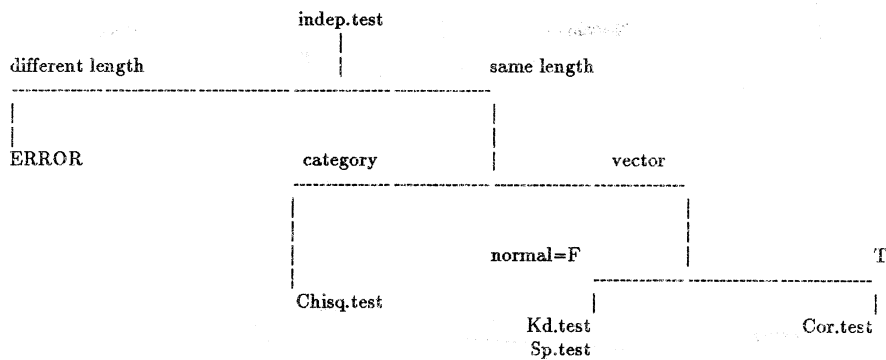 indep.test
different length same length
ERROR category vector
normal=F T
Chisq.test
Kd.test Cor.test
Sp.test